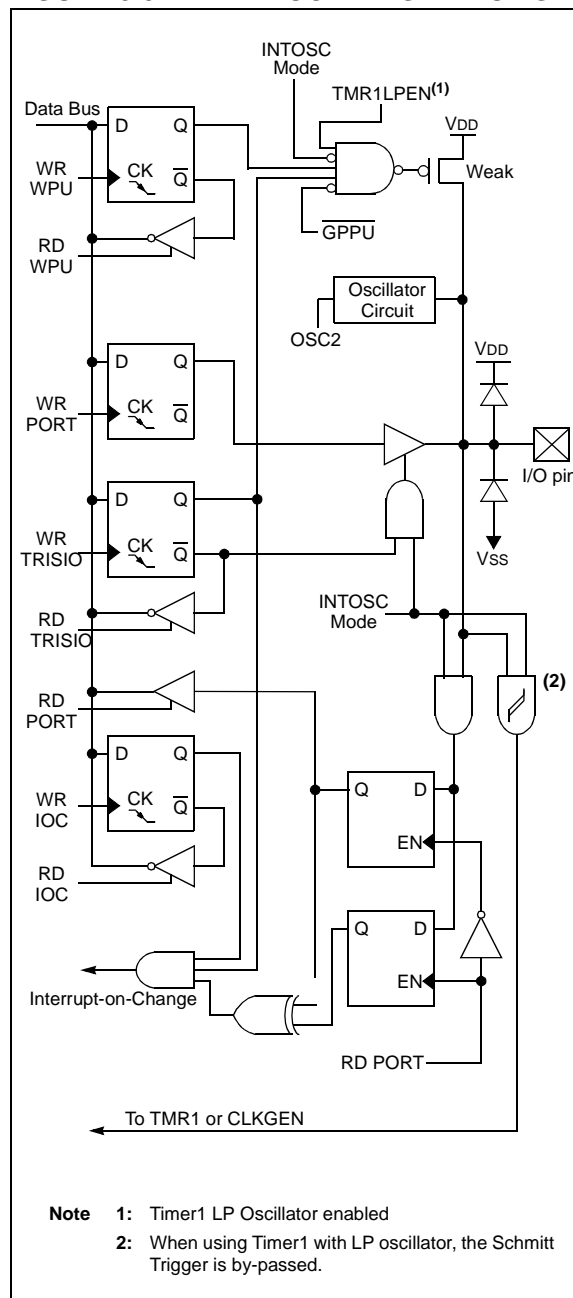 INTOSC
Mode
TMR1LPEN(1)
Data Bus
D Q
VDD
WR
WPU
CK Q
Weak
RD
WPU
GPPU
Oscillator
Circuit
OSC2
D Q
VDD
WR
PORT
CK Q
I/O pin
D Q
WR
TRISIO
CK Q
VSS
INTOSC
Mode
RD
TRISIO
(2)
RD
PORT
D Q
WR
IOC
CK Q
Q D
EN
RD
IOC
Q D
EN
Interrupt-on-Change
RD PORT
To TMR1 or CLKGEN
Note 1: Timer1 LP Oscillator enabled
2: When using Timer1 with LP oscillator, the Schmitt
Trigger is by-passed.